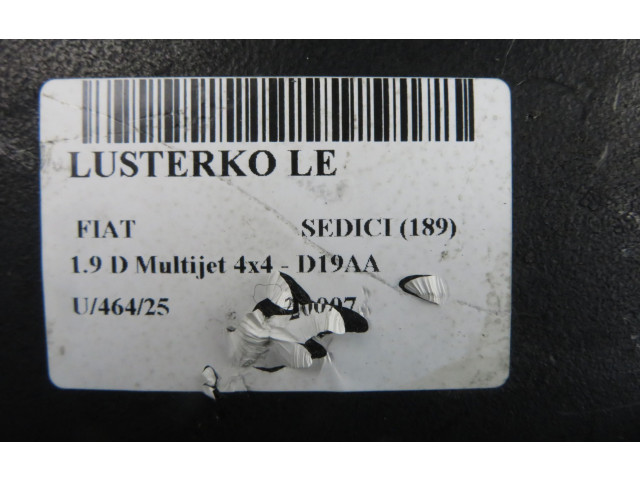 LUSTERKO LE
FIAT SEDICI (189)
1.9 D Multijet 4x4 - D19AA
U/464/25